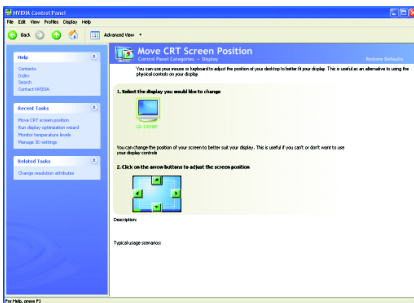 NVIDIA Control Panel
File Edit View Profiles Display Help
Back
Advanced View
Help
Contents
Index
Search
Contact NVIDIA
Recent Tasks
Move CRT screen position
Run display optimization wizard
Monitor temperature levels
Manage 3D settings
Related Tasks
Change resolution attributes
Move CRT Screen Position
Control Panel Categories - Display
Restore Defaults
You can use your mouse or keyboard to adjust the position of your desktop to better fit your display. This is useful as an alternative to using the
physical controls on your display.
1. Select the display you would like to change
You can change the position of your screen to better suit your display. This is useful if you can't or don't want to use
your display controls
2. Click on the arrow buttons to adjust the screen position
Description:
Typical usage scenarios:
For Help, press F1